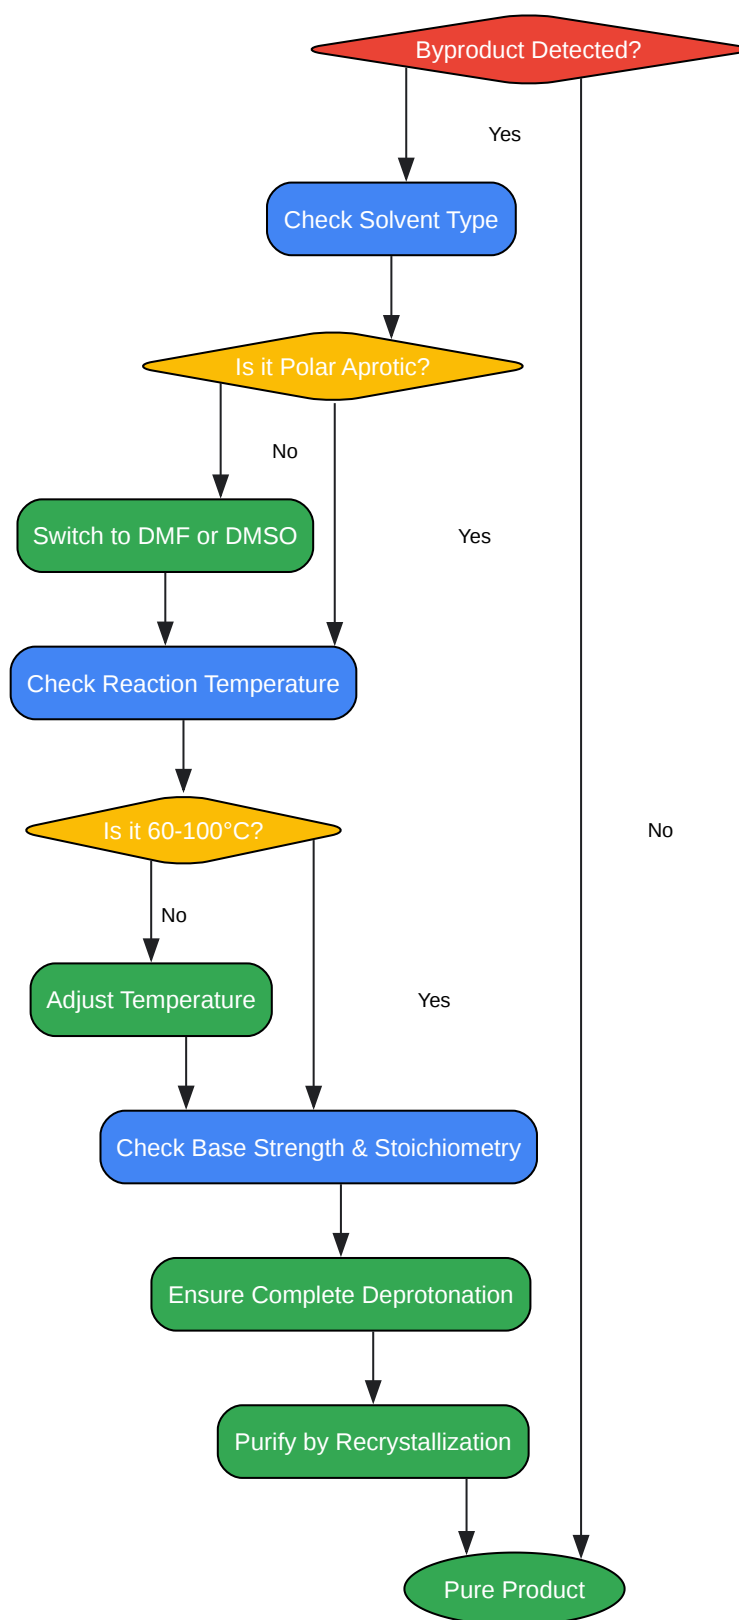 Byproduct Detected?
Yes
Check Solvent Type
Is it Polar Aprotic?
No
Switch to DMF or DMSO
Yes
Check Reaction Temperature
Is it 60-100°C?
No
No
Adjust Temperature
Yes
Check Base Strength & Stoichiometry
Ensure Complete Deprotonation
Purify by Recrystallization
Pure Product